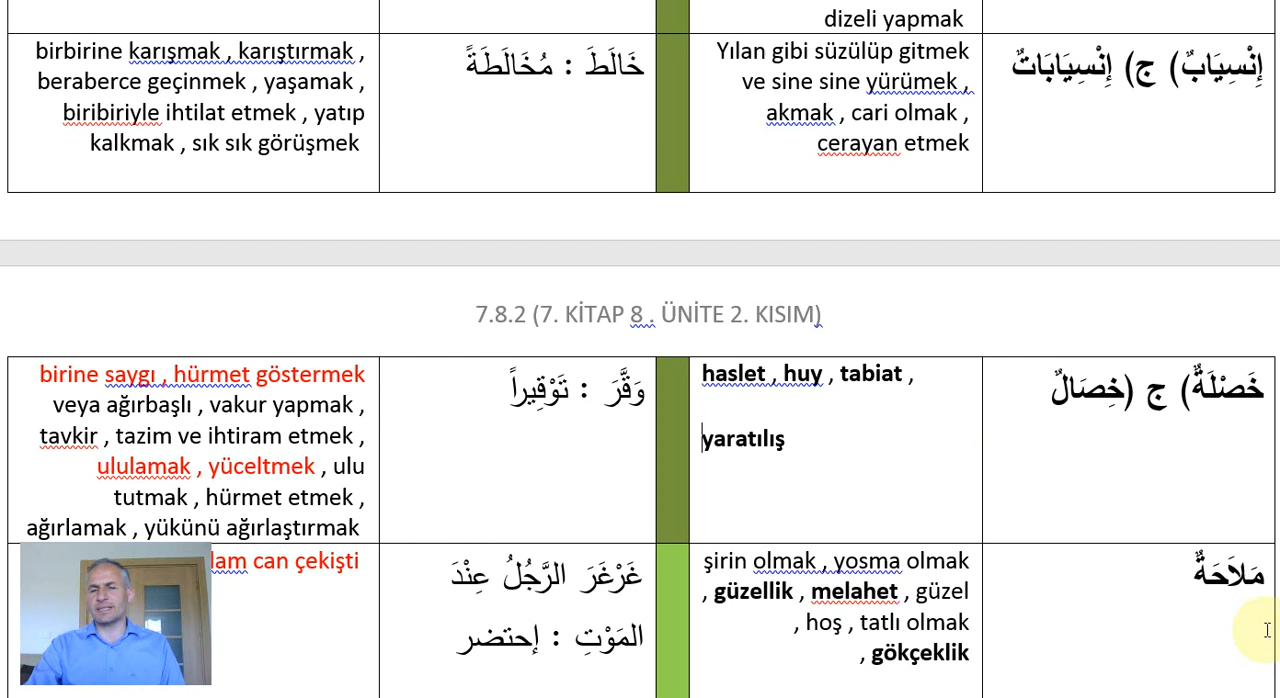 dizeli yapmak
إِنْسِيَابٌ) ج) إِنْسِيَابَاتٌ
Yılan gibi süzülüp gitmek
ve sine sine yürümek ,
akmak , cari olmak ,
cerayan etmek
خَالَطَ : مُخَالَطَةً
birbirine karışmak , karıştırmak ,
beraberce geçinmek , yaşamak ,
biribiriyle ihtilat etmek , yatıp
kalkmak , sık sık görüşmek
7.8.2 (7. KİTAP 8 . ÜNİTE 2. KISIM)
خَصْلَةٌ) ج (خِصَالٌ
haslet , huy , tabiat ,
yaratılış
وَقَّرَ : تَوْقِيراً
birine saygı , hürmet göstermek
veya ağırbaşlı , vakur yapmak ,
tavkir , tazim ve ihtiram etmek ,
ululamak , yüceltmek , ulu
tutmak , hürmet etmek ,
ağırlamak , yükünü ağırlaştırmak
مَلاَحَةٌ
şirin olmak , yosma olmak
, güzellik , melahet , güzel
, hoş , tatlı olmak
, gökçeklik
غَرْغَرَ الرَّجُلُ عِنْدَ
المَوْتِ : إحتضر
can çekişti